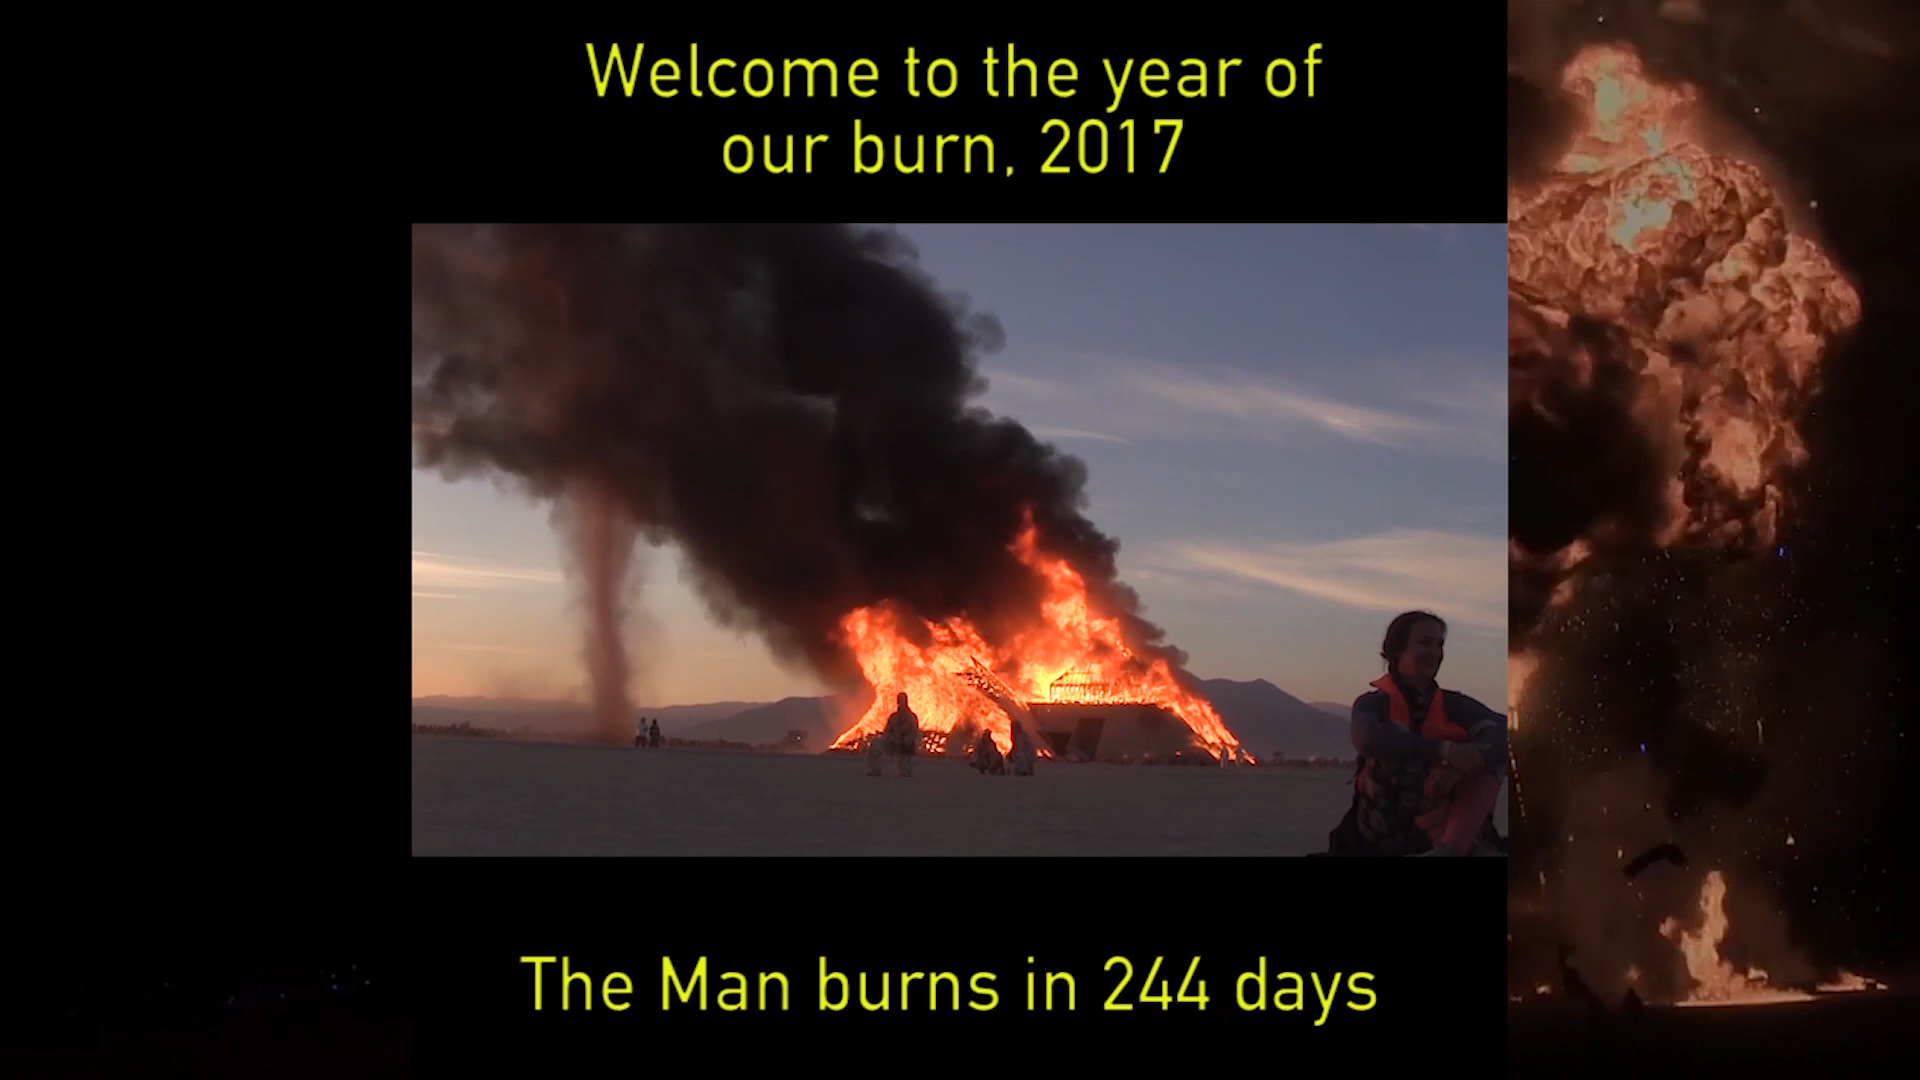 Welcome to the year of
our burn, 2017
The Man burns in 244 days